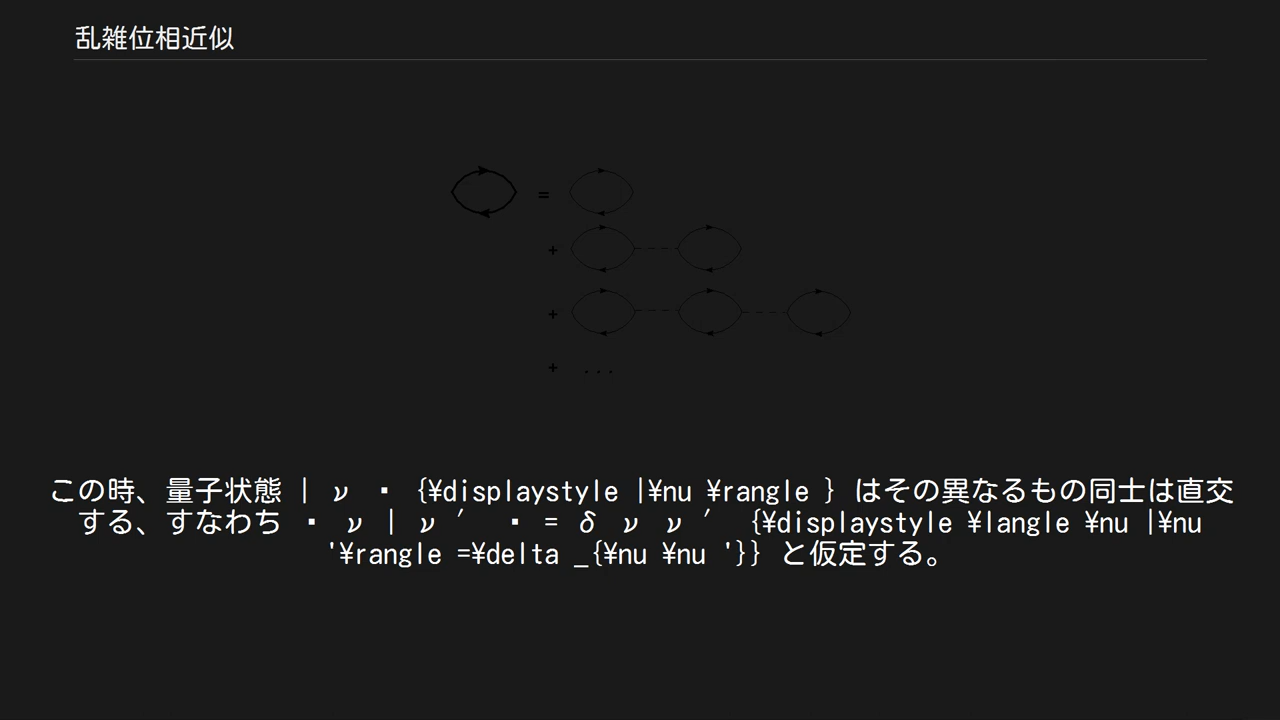 乱雑位相近似
=
+
+
+ ...
この時、量子状態 | ν ▪ {¥displaystyle |¥nu ¥rangle } はその異なるもの同士は直交
する、すなわち ▪ ν | ν ′ ▪ = δ ν ν ′ {¥displaystyle ¥langle ¥nu |¥nu
'¥rangle =¥delta _{¥nu ¥nu '}} と仮定する。